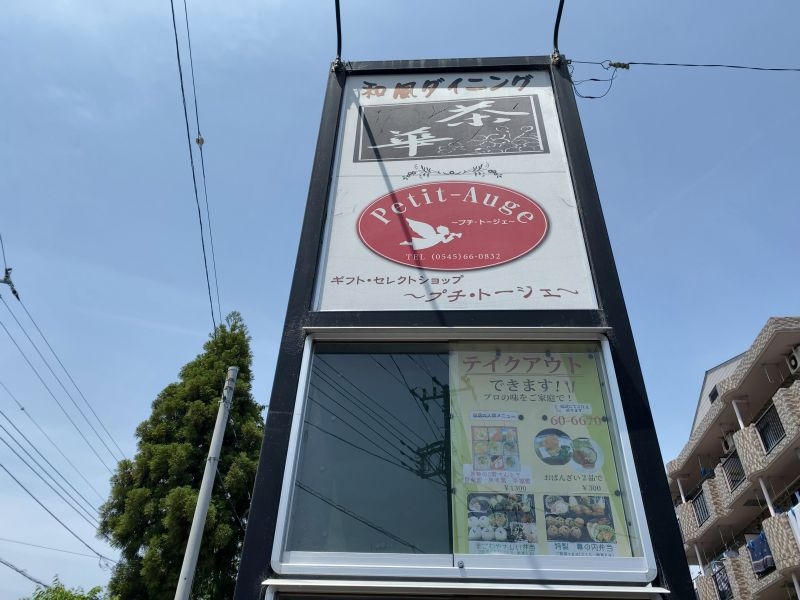 和風ダイニング
茶
華
Petit-Auge
～プチ・トージェ～
TEL (0545)66-0832
ギフト・セレクトショップ
～プチ・トージェ～
テイクアウト
できます！！
プロの味をご家庭で！
60-6670
おばんざい2品で
¥1300
¥300